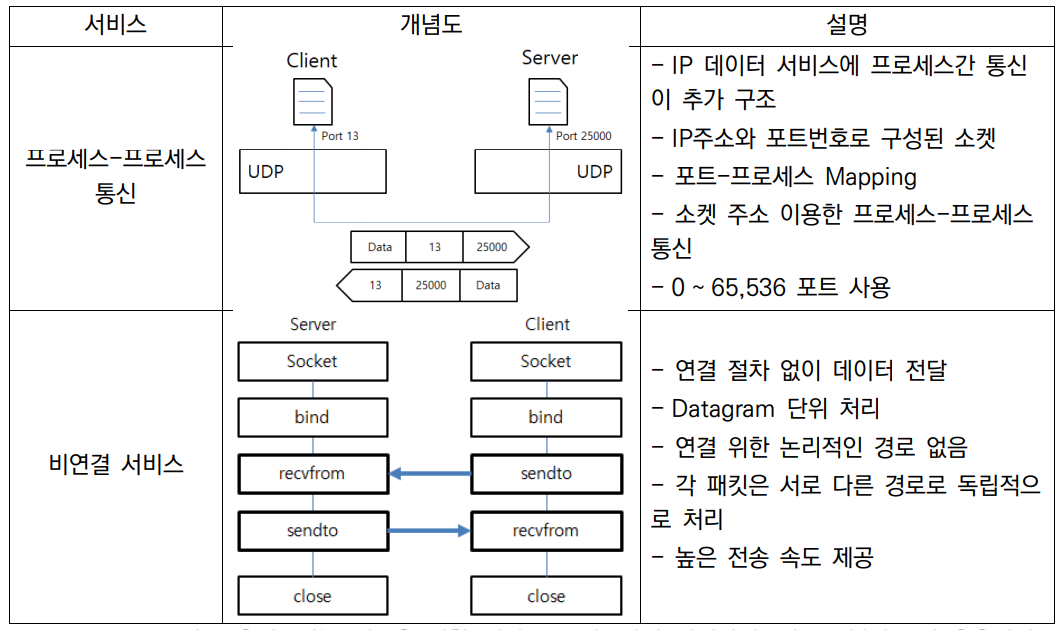 서비스
개념도
설명
프로세스-프로세스
통신
Client
Server
Port 13
Port 25000
UDP
UDP
Data 13 25000
13 25000 Data
- IP 데이터 서비스에 프로세스간 통신
이 추가 구조
- IP주소와 포트번호로 구성된 소켓
- 포트-프로세스 Mapping
- 소켓 주소 이용한 프로세스-프로세스
통신
- 0 ~ 65,536 포트 사용
비연결 서비스
Server
Client
Socket
Socket
bind
bind
recvfrom
sendto
sendto
recvfrom
close
close
- 연결 절차 없이 데이터 전달
- Datagram 단위 처리
- 연결 위한 논리적인 경로 없음
- 각 패킷은 서로 다른 경로로 독립적으
로 처리
- 높은 전송 속도 제공